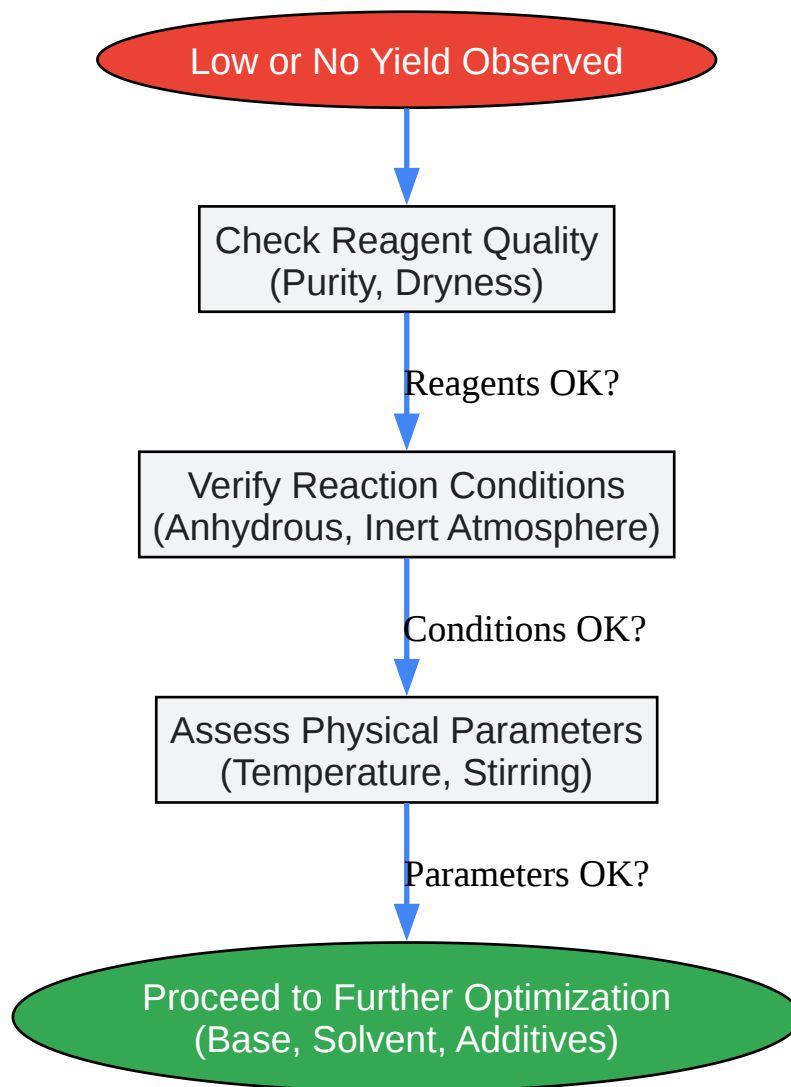 Low or No Yield Observed
Check Reagent Quality
(Purity, Dryness)
Reagents OK?
Verify Reaction Conditions
(Anhydrous, Inert Atmosphere)
Conditions OK?
Assess Physical Parameters
(Temperature, Stirring)
Parameters OK?
Proceed to Further Optimization
(Base, Solvent, Additives)